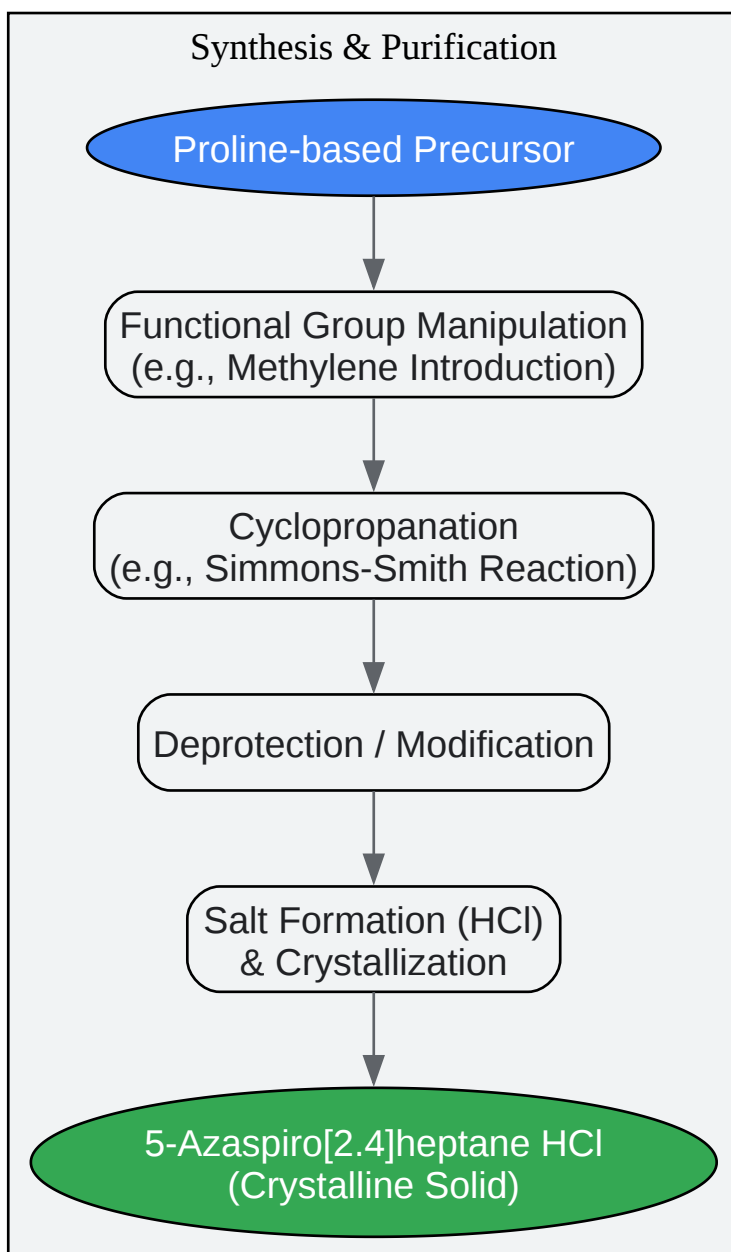 Synthesis & Purification
Proline-based Precursor
Functional Group Manipulation
(e.g., Methylene Introduction)
Cyclopropanation
(e.g., Simmons-Smith Reaction)
Deprotection / Modification
Salt Formation (HCl)
& Crystallization
5-Azaspiro[2.4]heptane HCl
(Crystalline Solid)